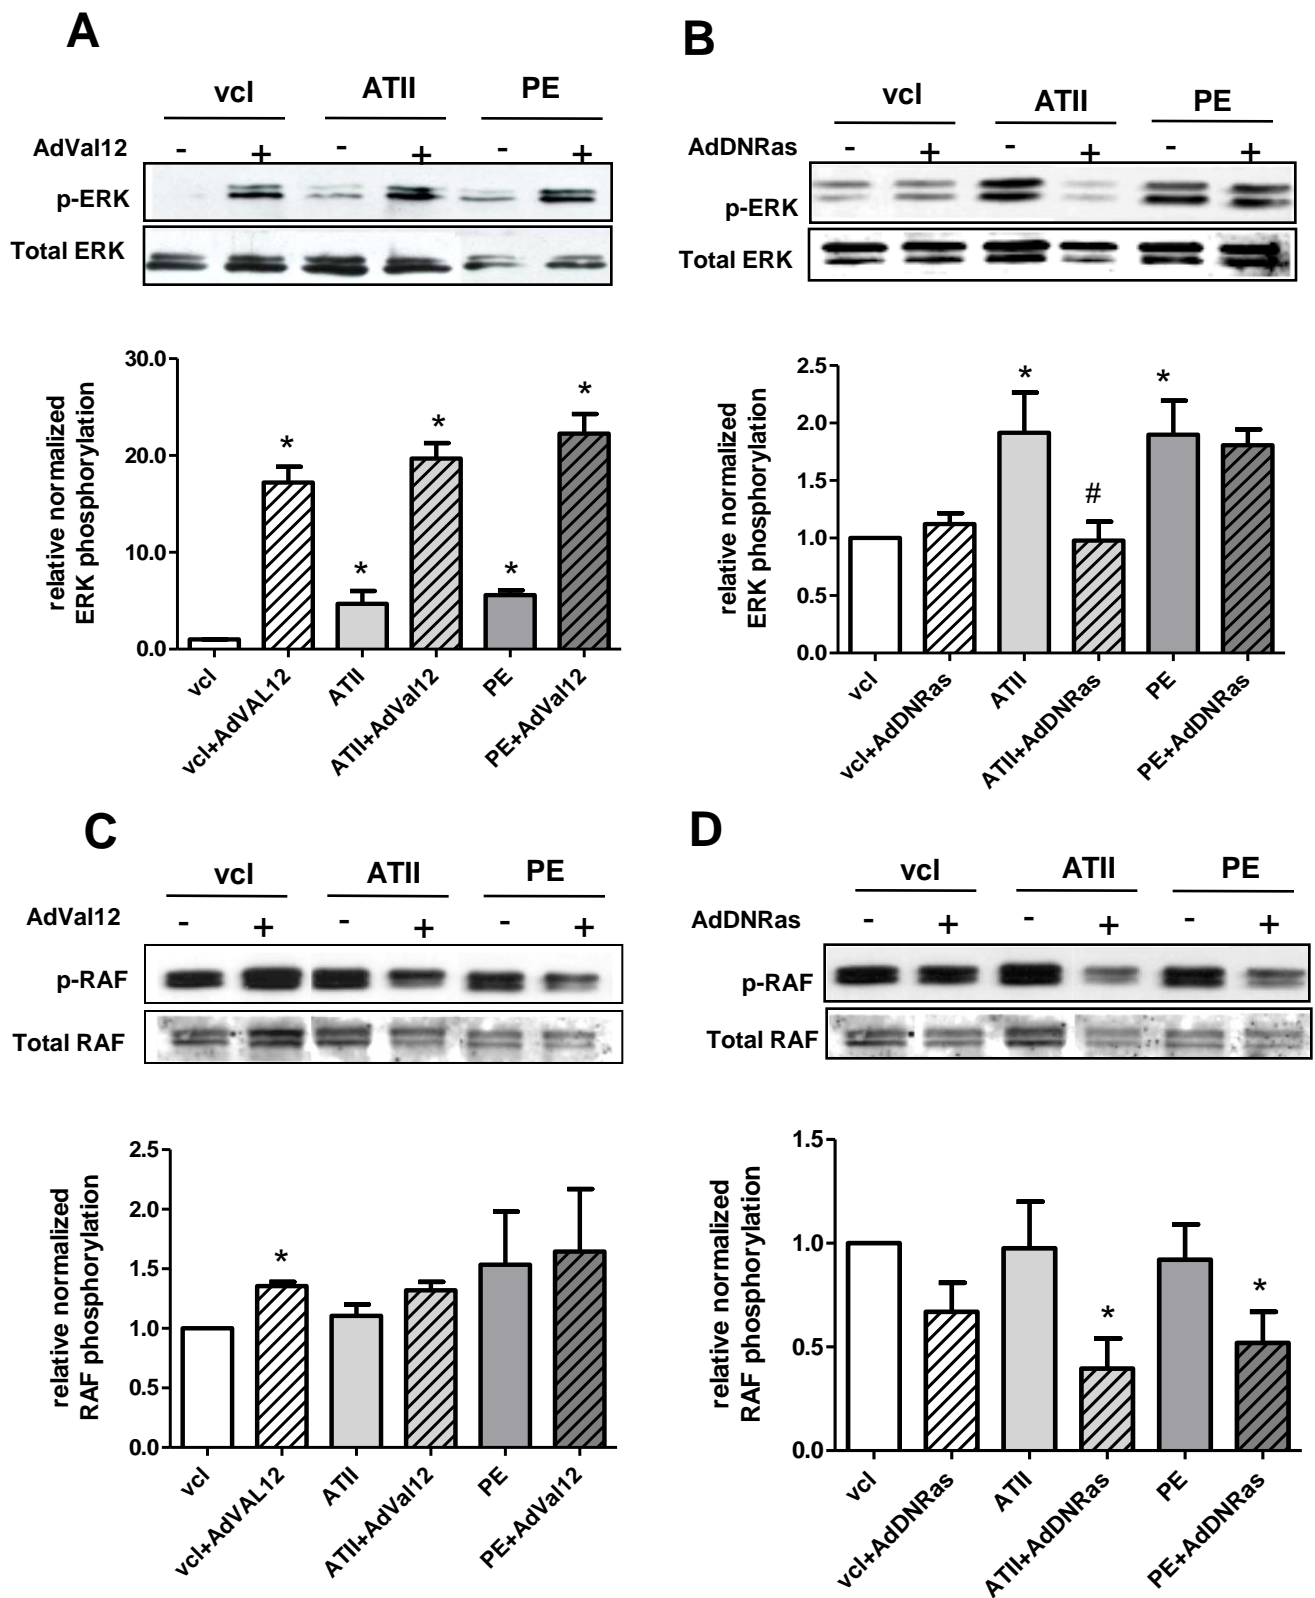 A
vcl ATII PE
AdVal12 - + - + - +
p-ERK
Total ERK
30.0
20.0
10.0
0.0
relative normalized
ERK phosphorylation
* * * * *
vcl vcl+AdVAL12 ATII ATII+AdVal12 PE PE+AdVal12
B
vcl ATII PE
AdDNRas - + - + - +
p-ERK
Total ERK
2.5
2.0
1.5
1.0
0.5
0.0
relative normalized
ERK phosphorylation
* # *
vcl vcl+AdDNRas ATII ATII+AdDNRas PE PE+AdDNRas
C
vcl ATII PE
AdVal12 - + - + - +
p-RAF
Total RAF
2.5
2.0
1.5
1.0
0.5
0.0
relative normalized
RAF phosphorylation
*
vcl vcl+AdVAL12 ATII ATII+AdVal12 PE PE+AdVal12
D
vcl ATII PE
AdDNRas - + - + - +
p-RAF
Total RAF
1.5
1.0
0.5
0.0
relative normalized
RAF phosphorylation
* *
vcl vcl+AdDNRas ATII ATII+AdDNRas PE PE+AdDNRas